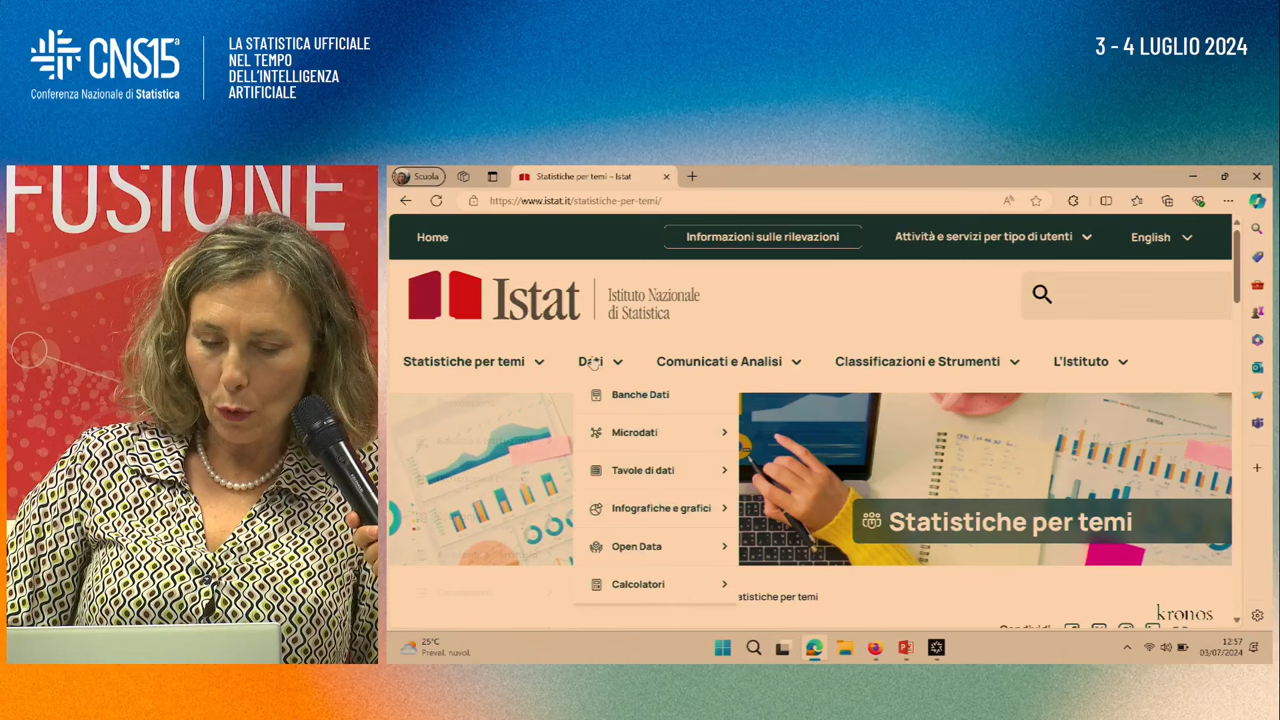 CNS15ª
Conferenza Nazionale di Statistica
LA STATISTICA UFFICIALE
NEL TEMPO
DELL'INTELLIGENZA
ARTIFICIALE
3 - 4 LUGLIO 2024
FUSIONE
Scuola
Statistiche per temi – Istat
https://www.istat.it/statistiche-per-temi/
Home
Informazioni sulle rilevazioni
Attività e servizi per tipo di utenti
English
Istat
Istituto Nazionale
di Statistica
Statistiche per temi
Dati
Comunicati e Analisi
Classificazioni e Strumenti
L'Istituto
Banche Dati
Microdati
Tavole di dati
Infografiche e grafici
Open Data
Calcolatori
Statistiche per temi
atistiche per temi
kronos
25°C
Preval. nuvol.
12:57
03/07/2024